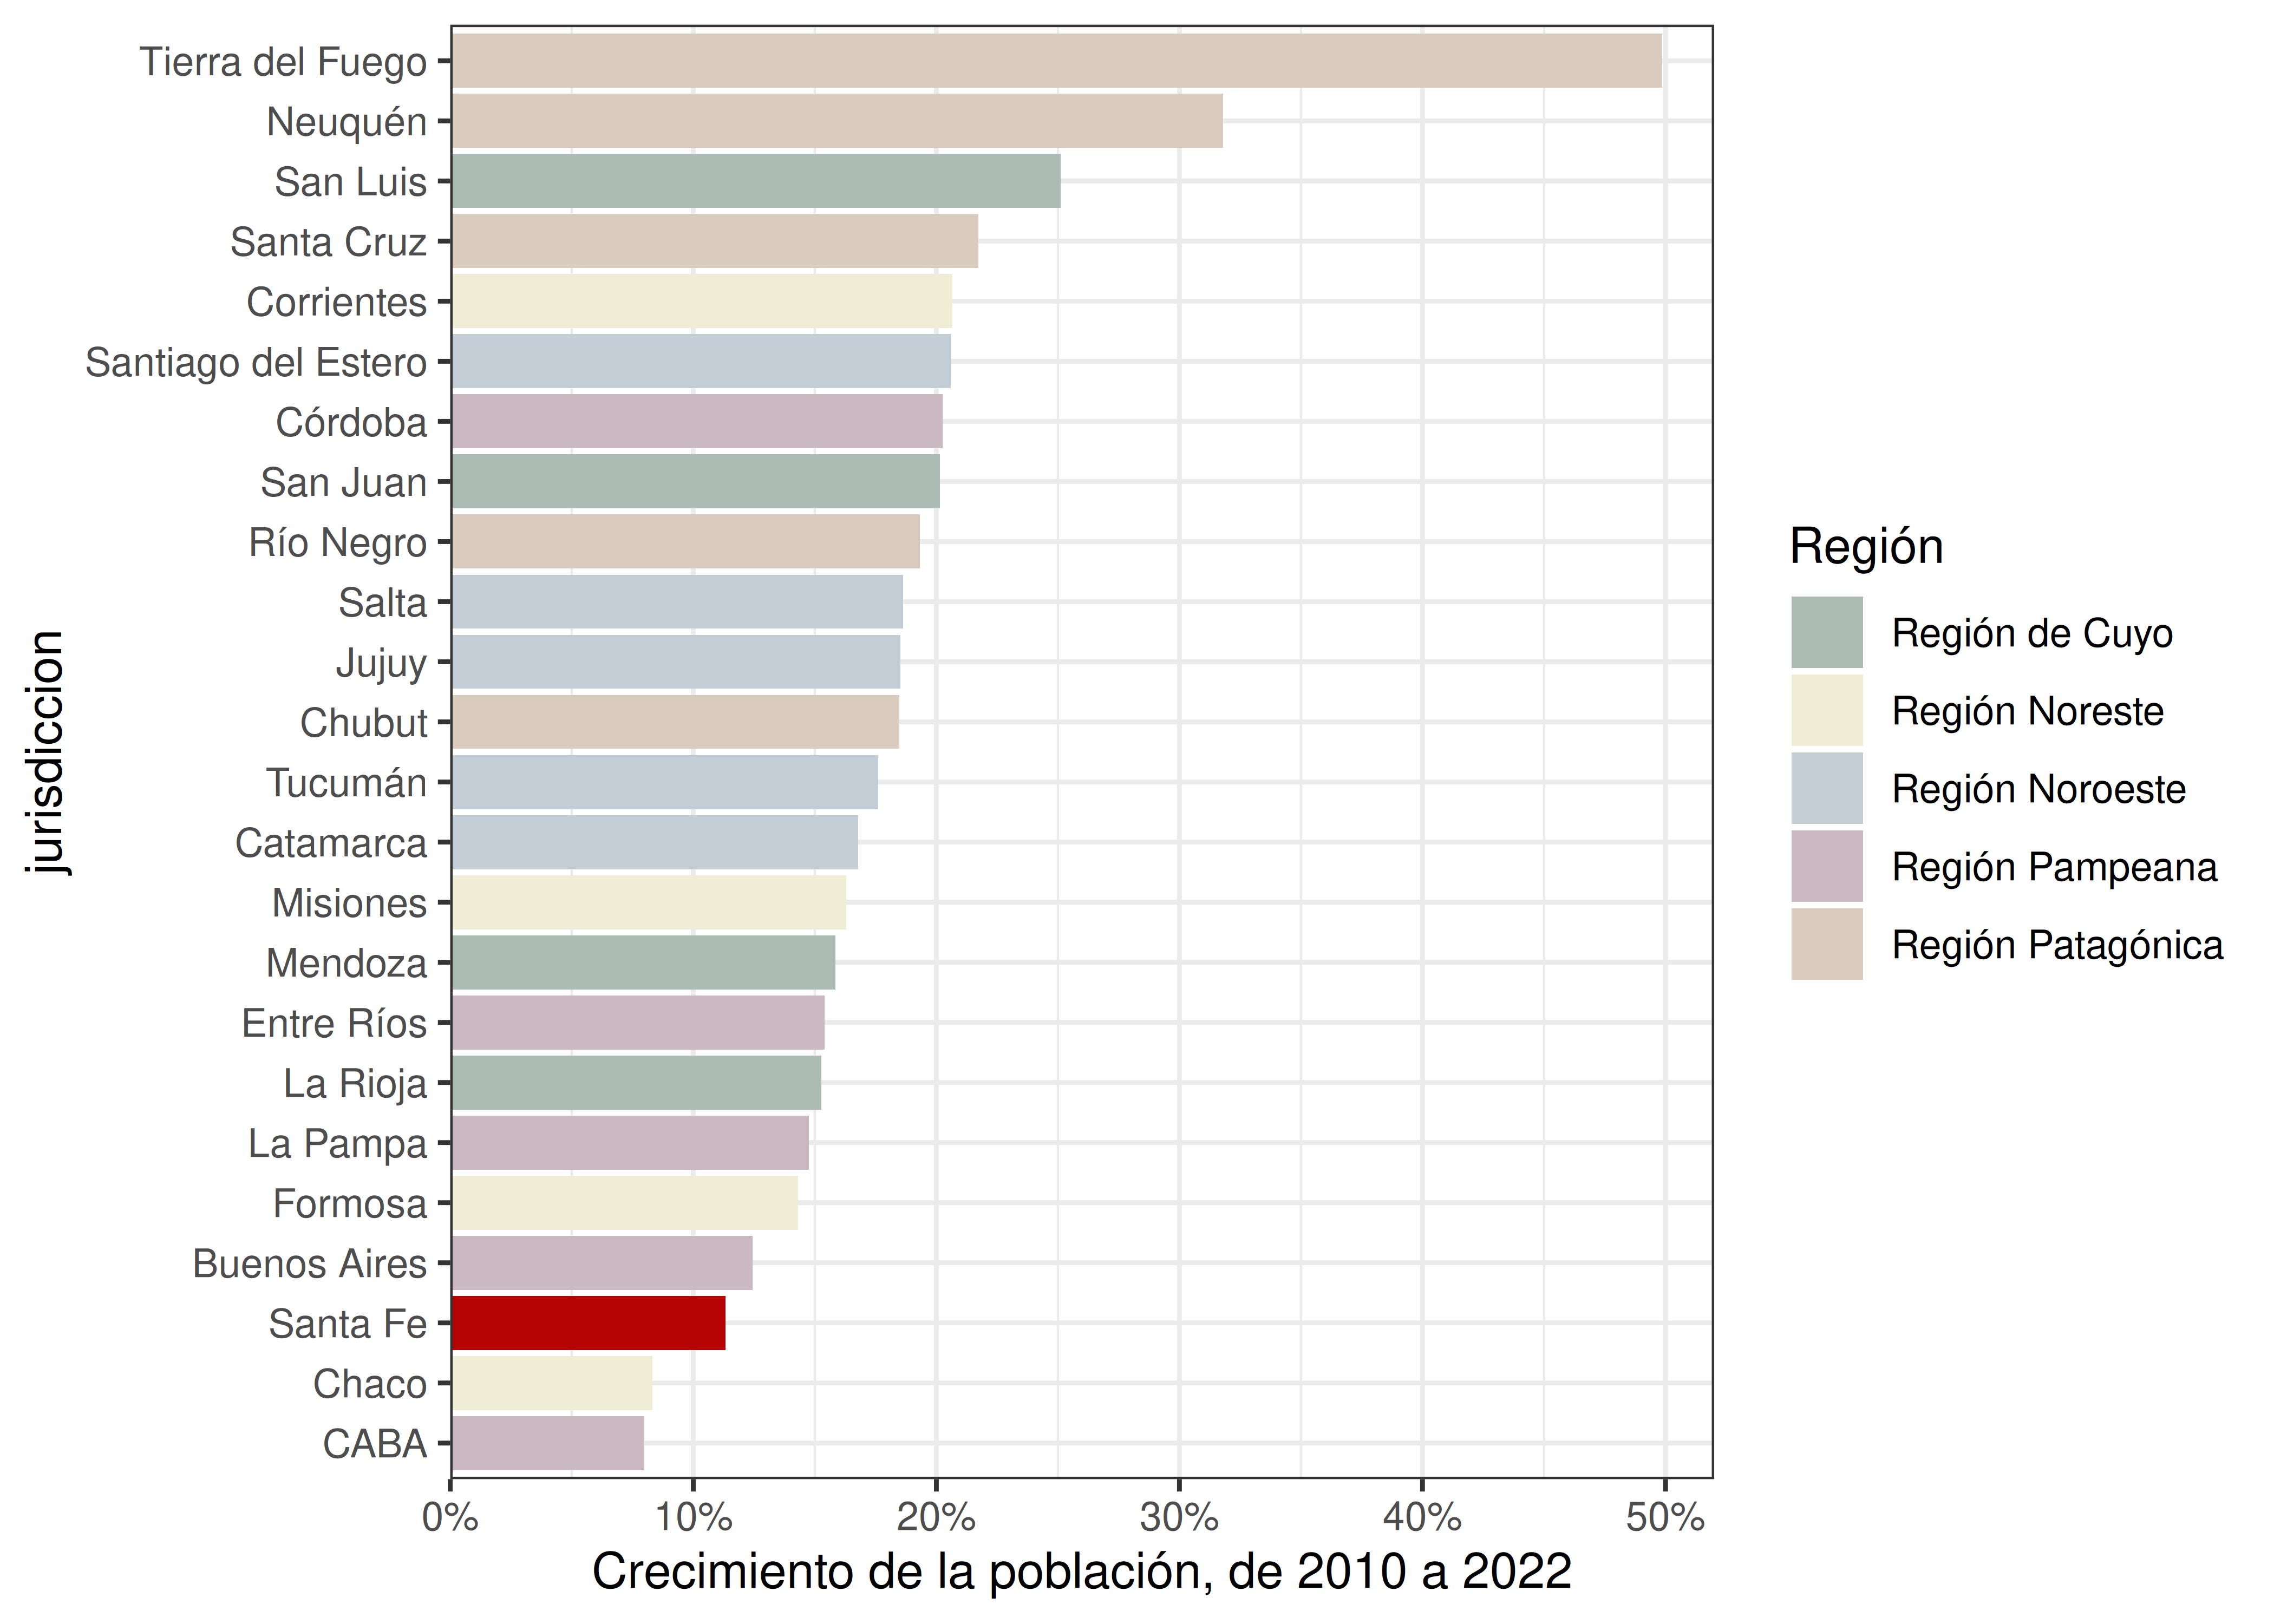 Tierra del Fuego
Neuquén
San Luis
Santa Cruz
Corrientes
Santiago del Estero
Córdoba
San Juan
Río Negro
Salta
Jujuy
Chubut
Tucumán
Catamarca
Misiones
Mendoza
Entre Ríos
La Rioja
La Pampa
Formosa
Buenos Aires
Santa Fe
Chaco
CABA
jurisdiccion
0% 10% 20% 30% 40% 50%
Crecimiento de la población, de 2010 a 2022
Región
Región de Cuyo
Región Noreste
Región Noroeste
Región Pampeana
Región Patagónica